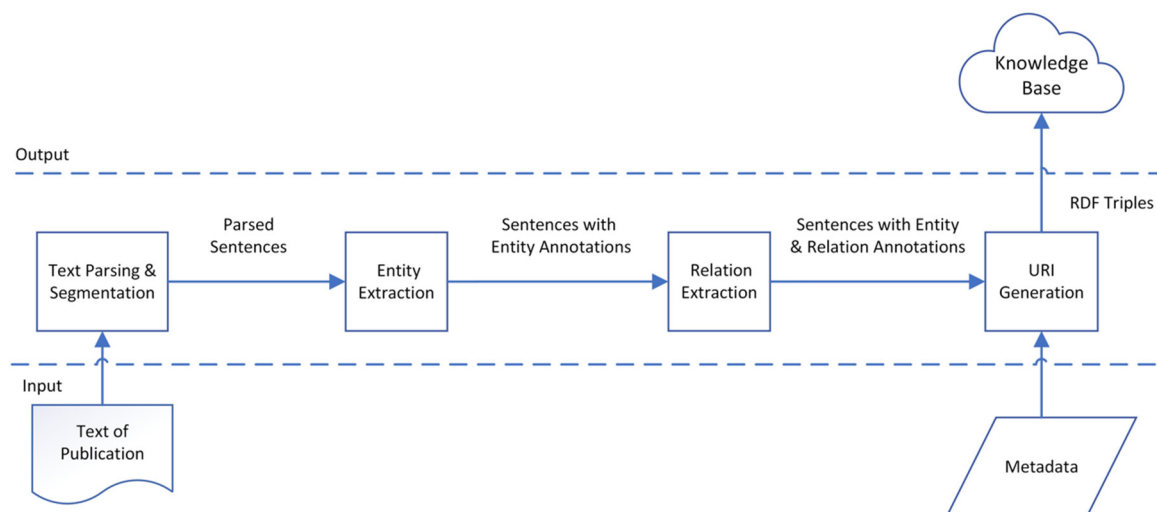 Knowledge
Base
Output
RDF Triples
Parsed
Sentences
Sentences with
Entity Annotations
Sentences with Entity
& Relation Annotations
Text Parsing &
Segmentation
Entity
Extraction
Relation
Extraction
URI
Generation
Input
Text of
Publication
Metadata